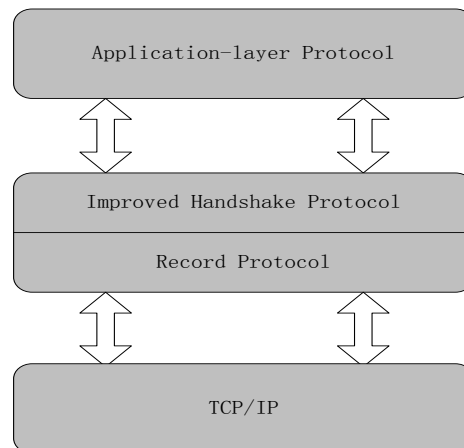 Application-layer Protocol
Improved Handshake Protocol
Record Protocol
TCP/IP